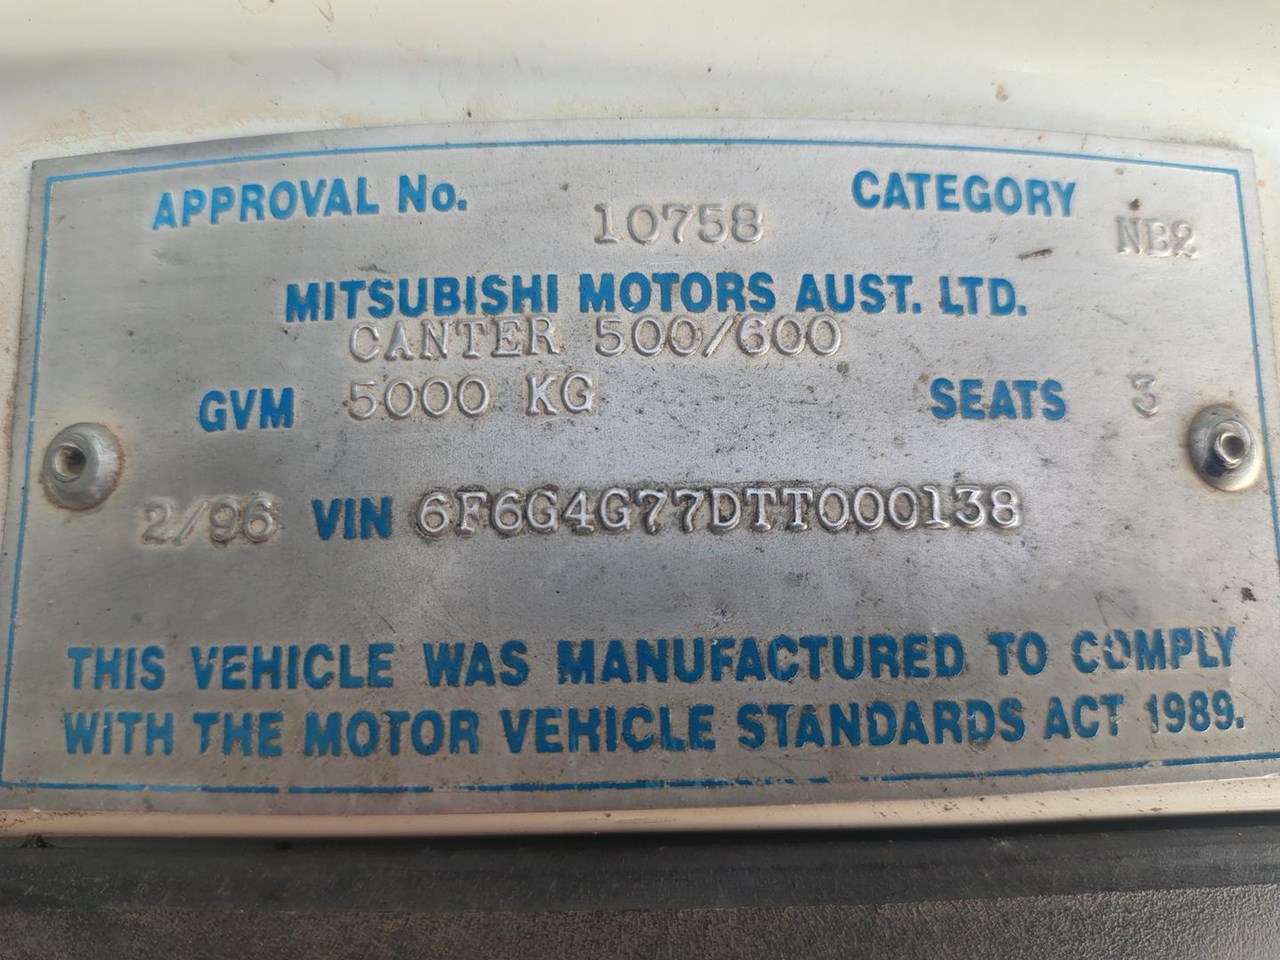 APPROVAL No. 10758 CATEGORY NB2
MITSUBISHI MOTORS AUST. LTD.
CANTER 500/600
GVM 5000 KG SEATS 3
2/96 VIN 6F6G4G77DTT000138
THIS VEHICLE WAS MANUFACTURED TO COMPLY
WITH THE MOTOR VEHICLE STANDARDS ACT 1989.